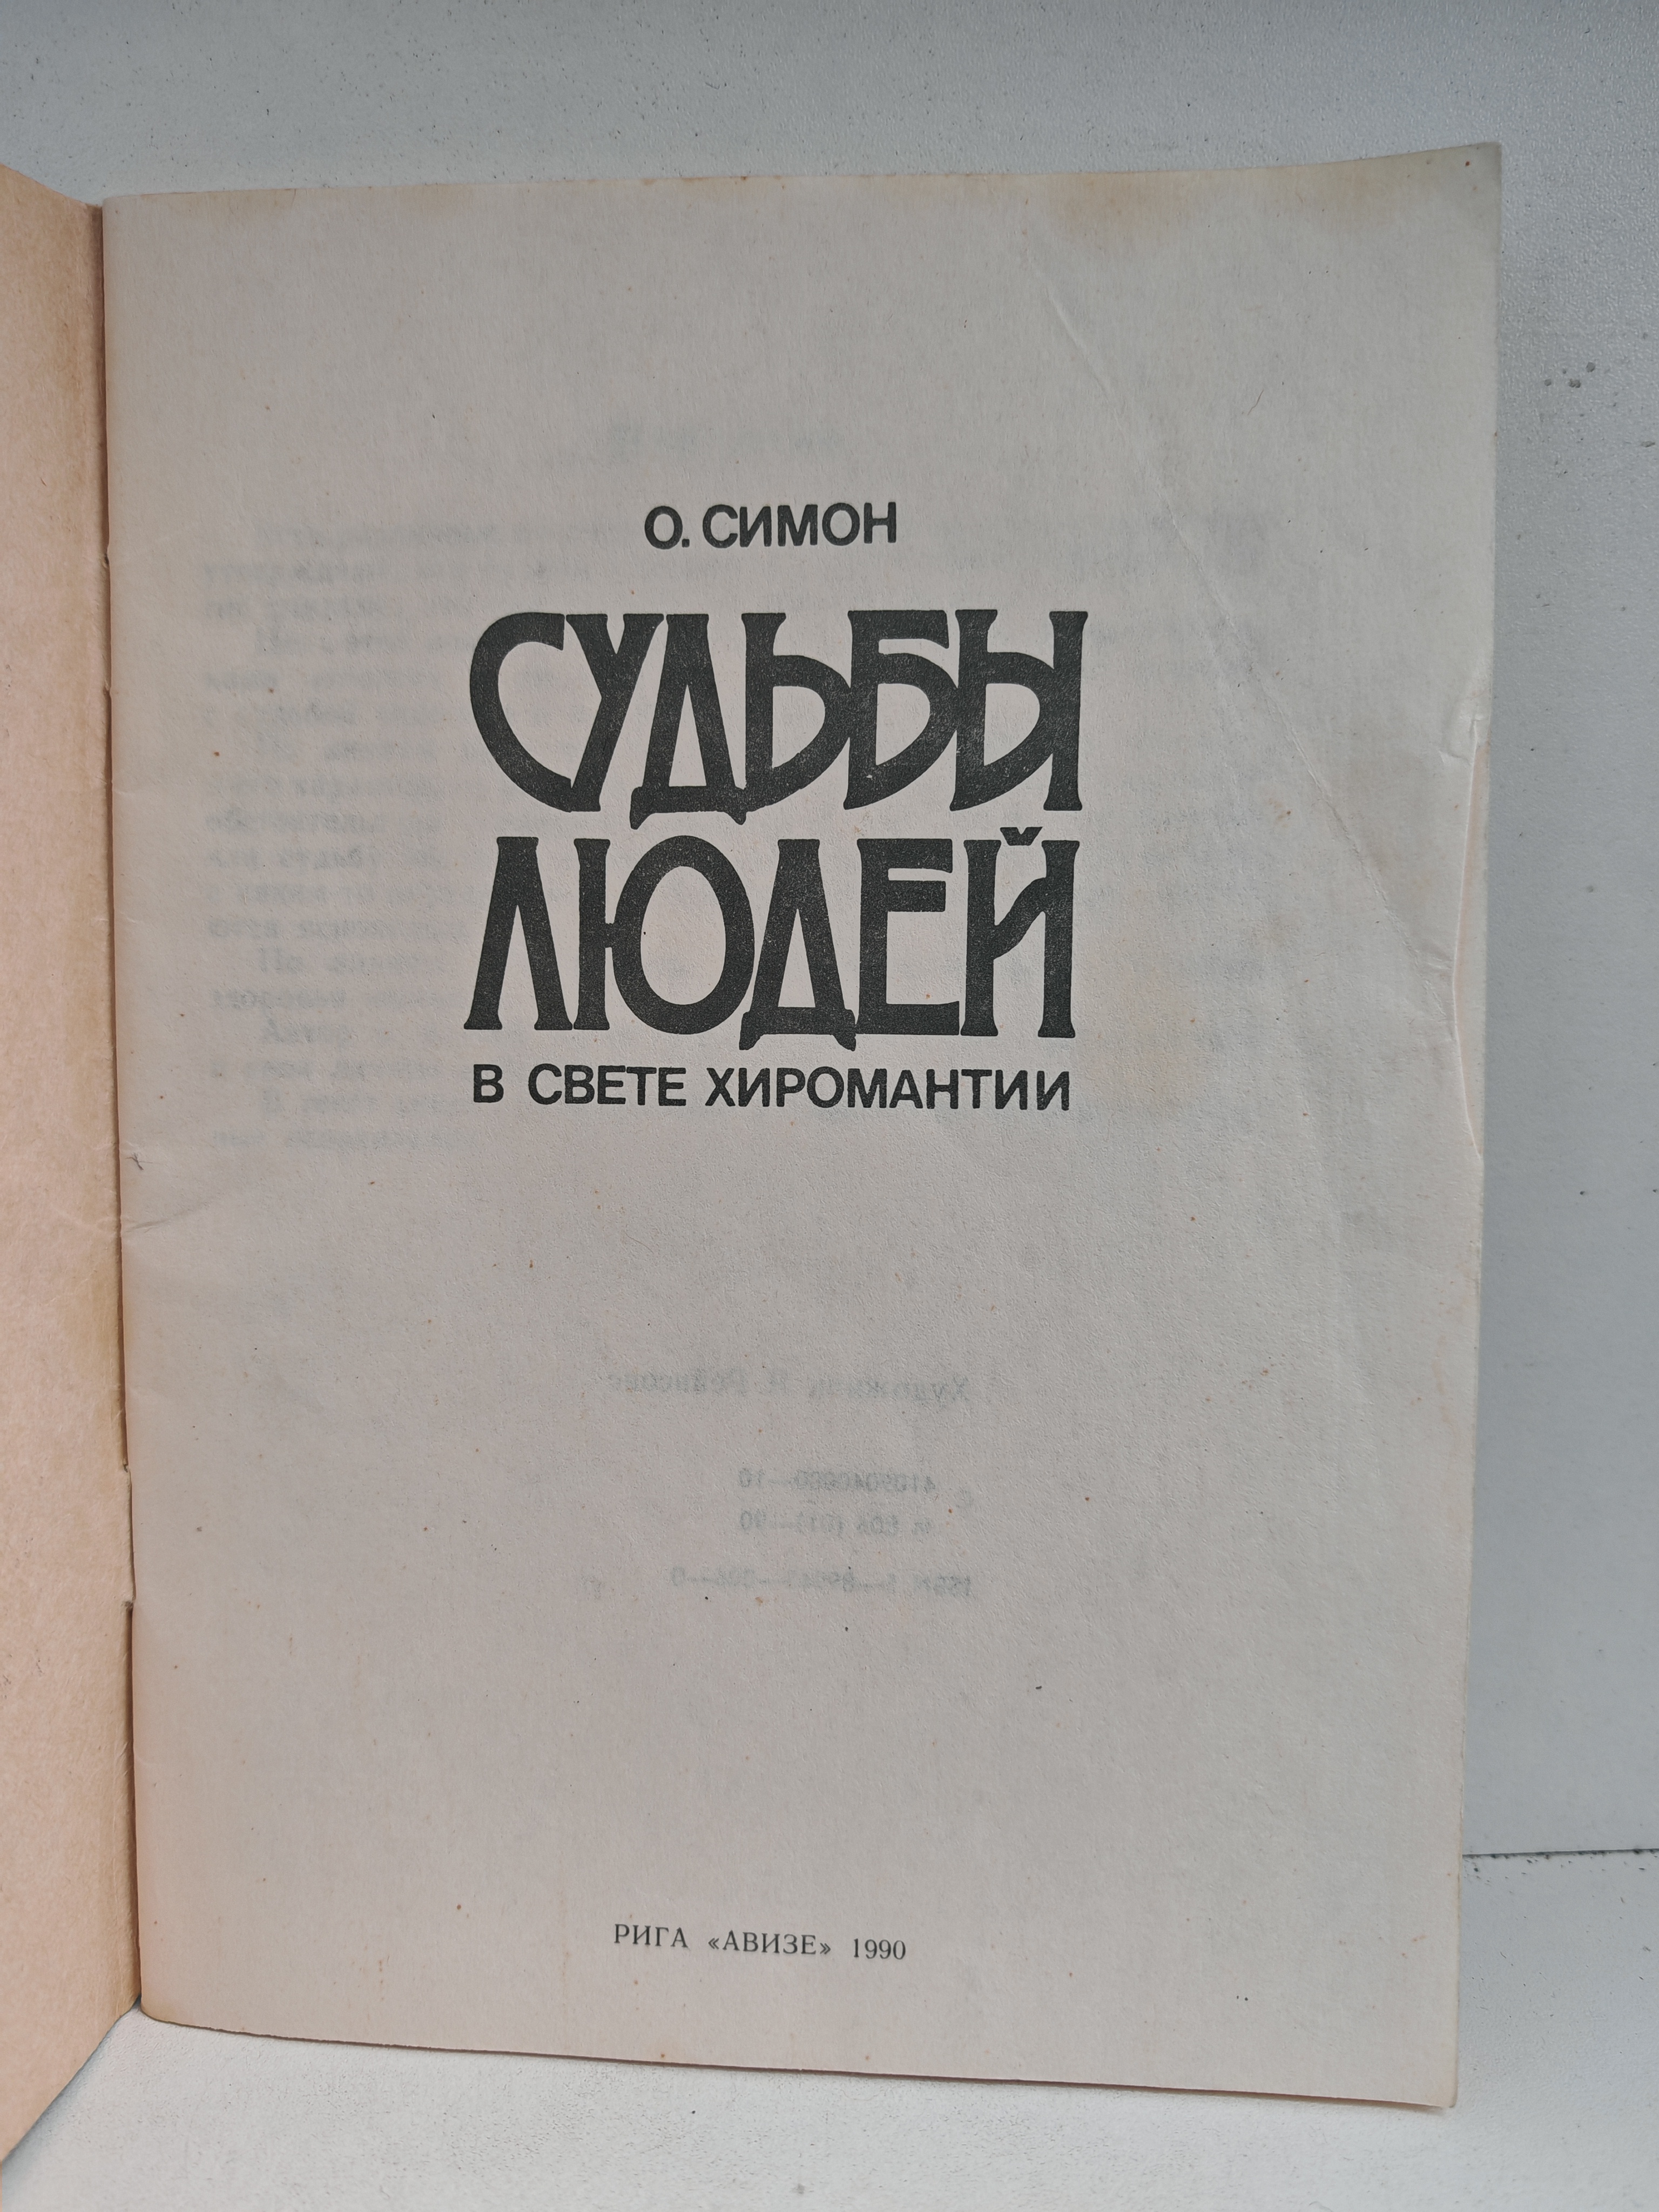 О. СИМОН
СУДЬБЫ
ЛЮДЕЙ
В СВЕТЕ ХИРОМАНТИИ
РИГА «АВИЗЕ» 1990